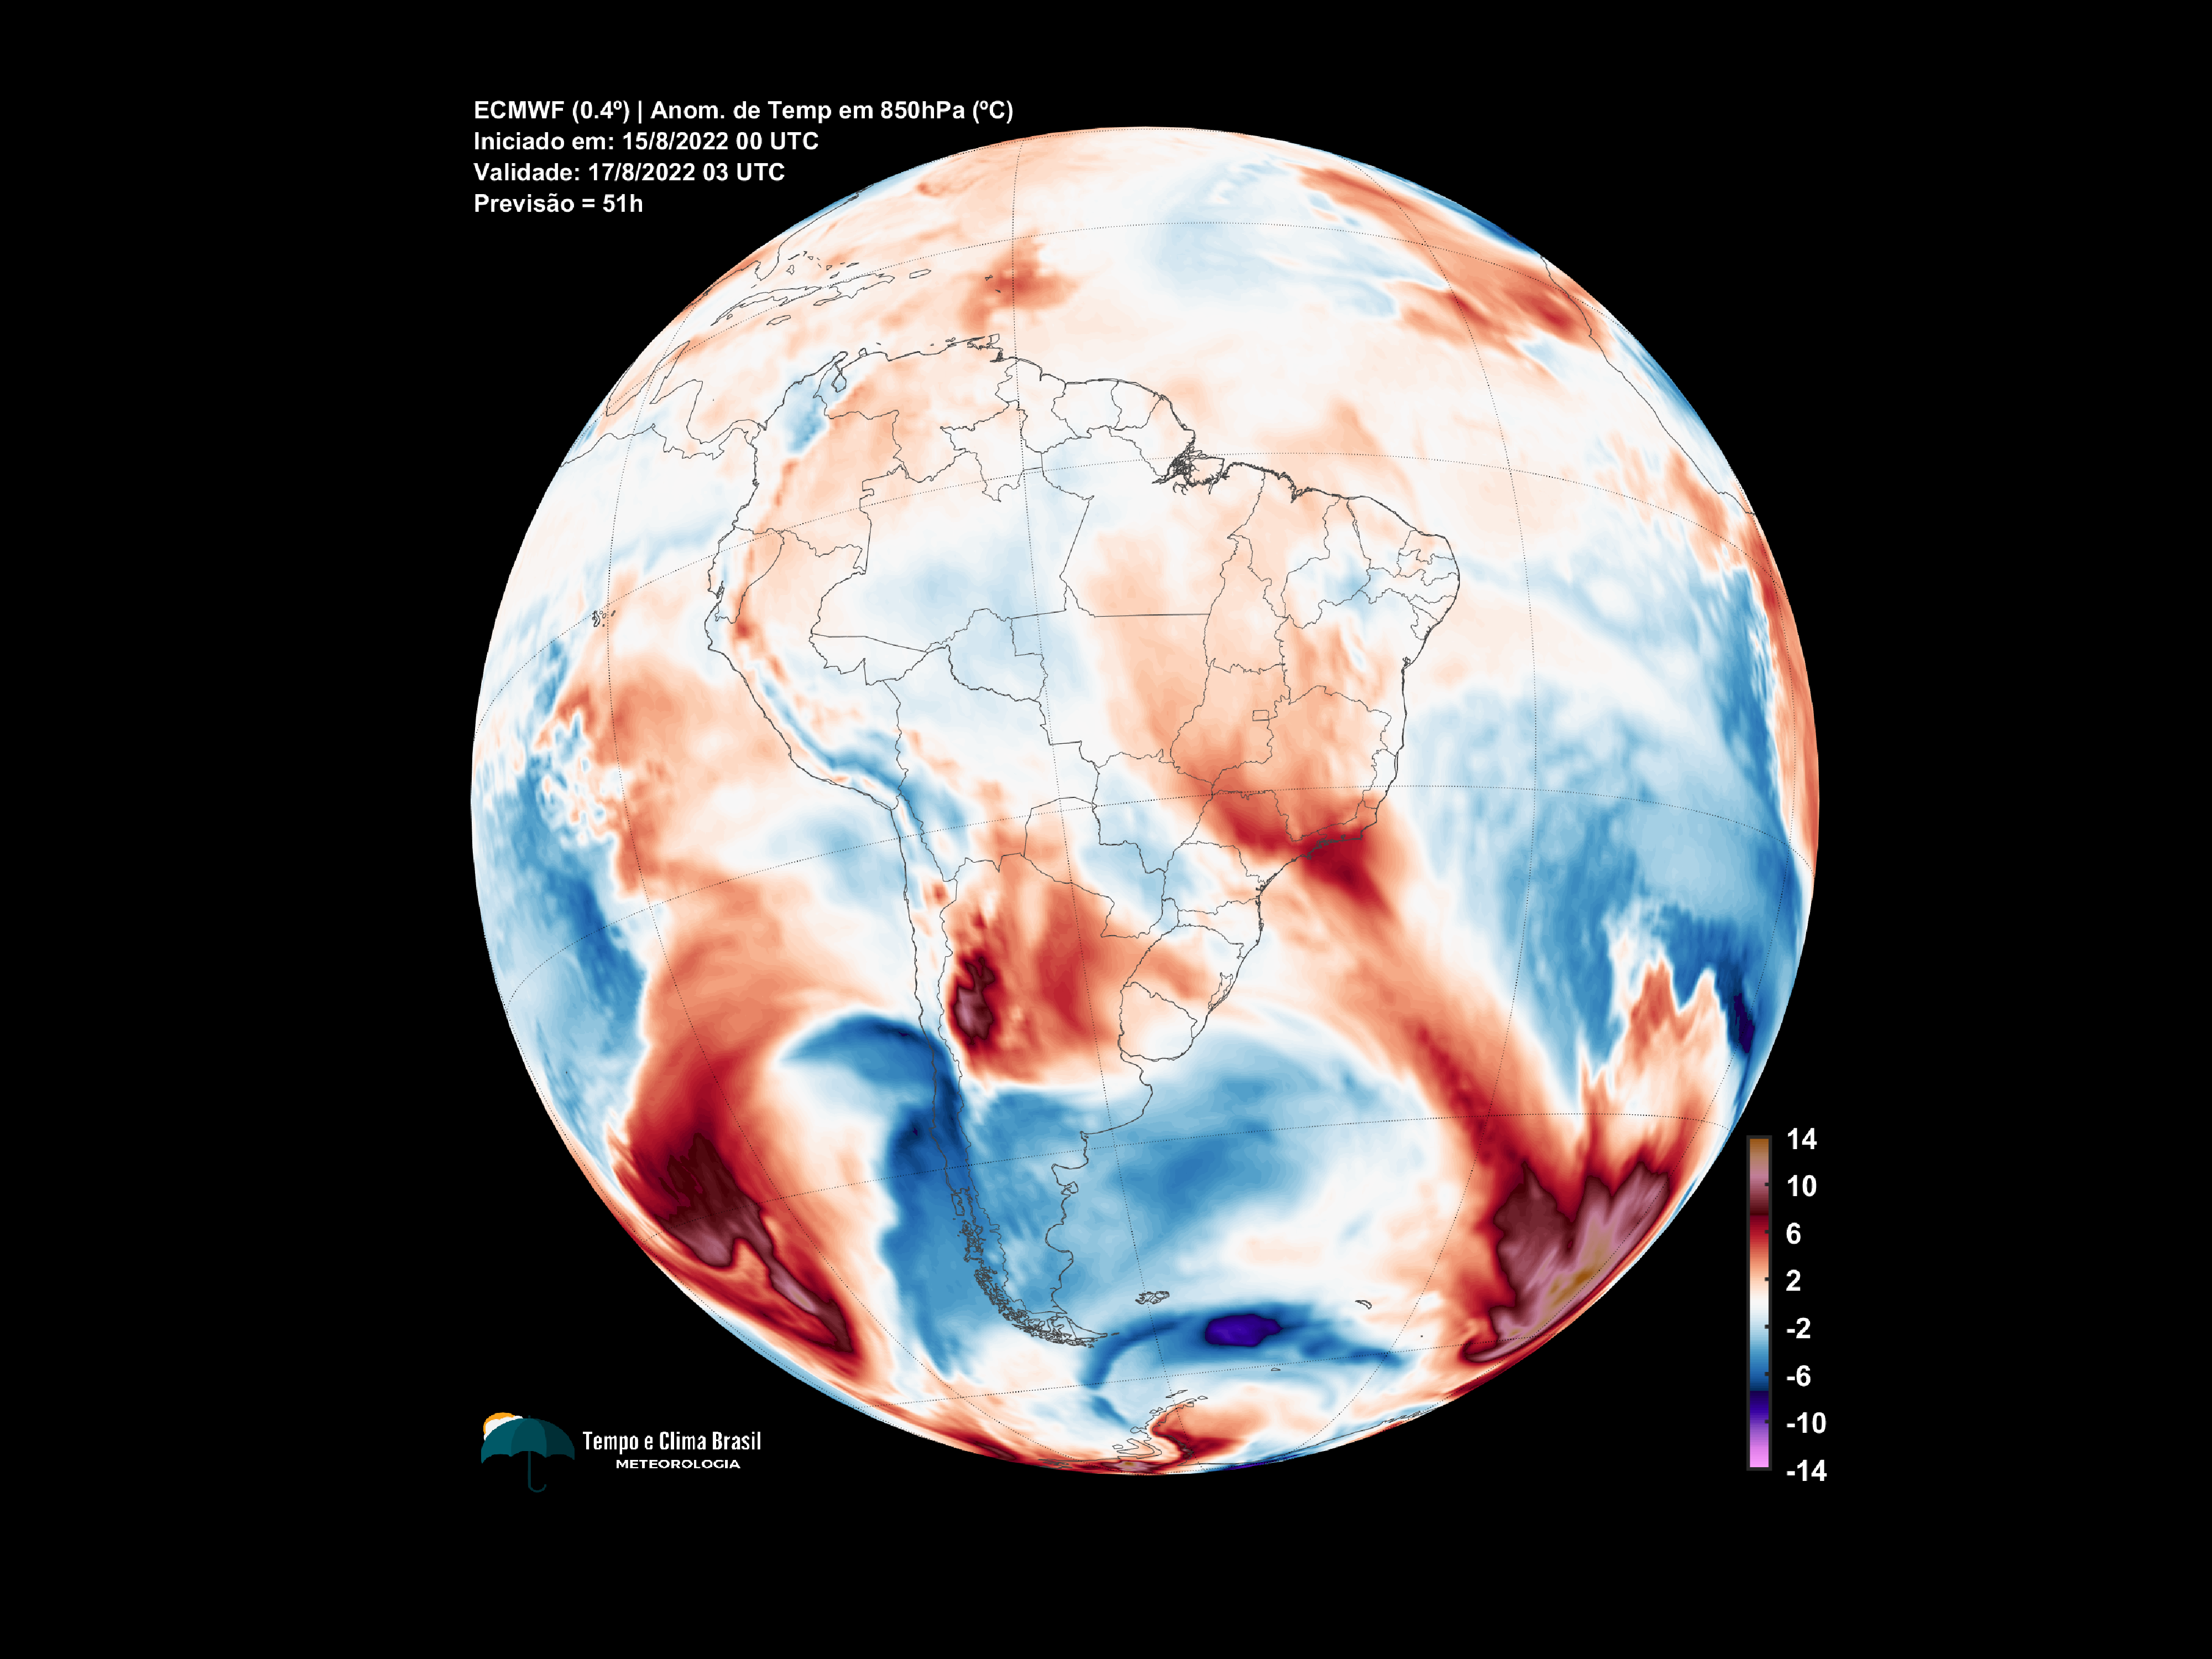 ECMWF (0.4º) | Anom. de Temp em 850hPa (ºC)
Iniciado em: 15/8/2022 00 UTC
Validade: 17/8/2022 03 UTC
Previsão = 51h
14
10
6
2
-2
-6
-10
-14
Tempo e Clima Brasil
METEOROLOGIA